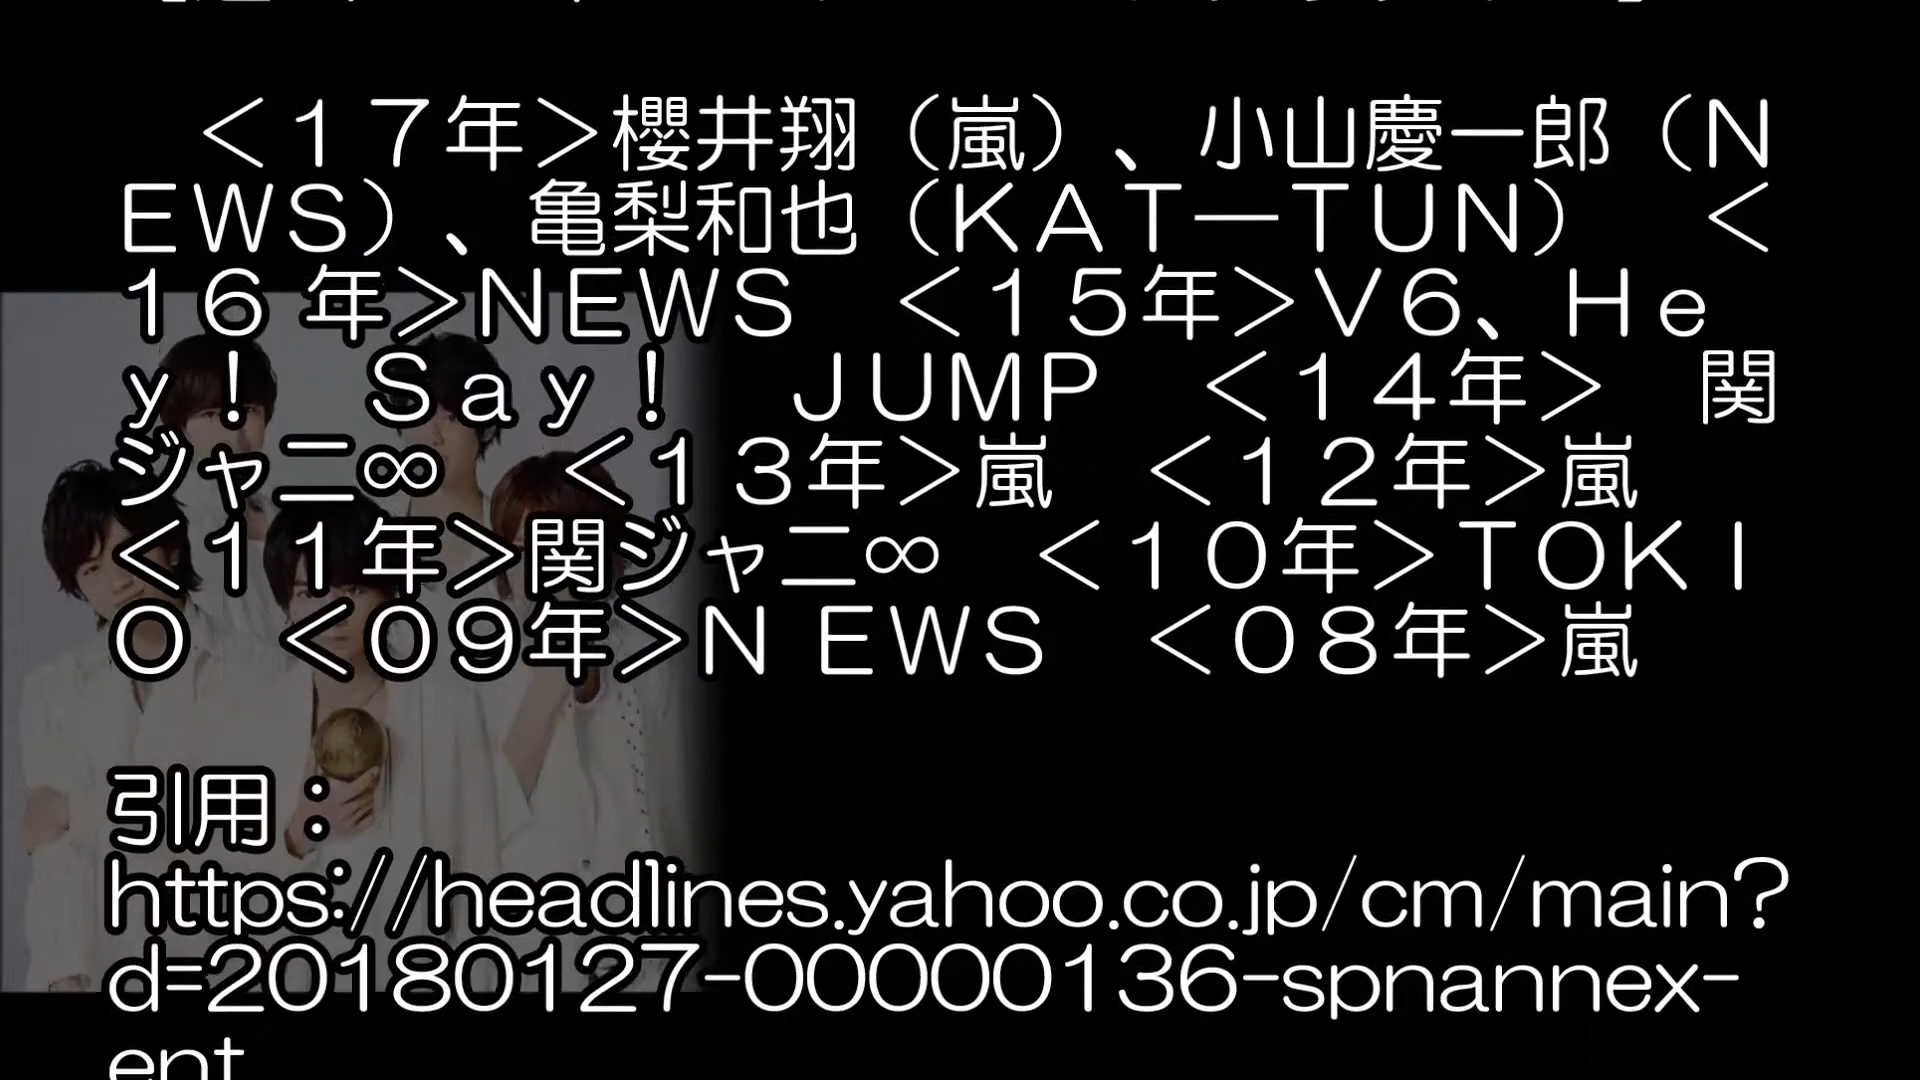 <１７年>櫻井翔（嵐）、小山慶一郎（Ｎ
ＥＷＳ）、亀梨和也（ＫＡＴ―ＴＵＮ）　<
１６ 年>ＮＥＷＳ　<１５年>Ｖ６、Ｈｅ
ｙ！　Ｓａｙ！　ＪＵＭＰ　<１４年>　関
ジャニ∞　<１３年>嵐　<１２年>嵐
<１１年>関ジャニ∞　<１０年>ＴＯＫＩ
Ｏ　<０９年>Ｎ ＥＷＳ　<０８年>嵐
引用：
https://headlines.yahoo.co.jp/cm/main?
d=20180127-00000136-spnannex-
ent